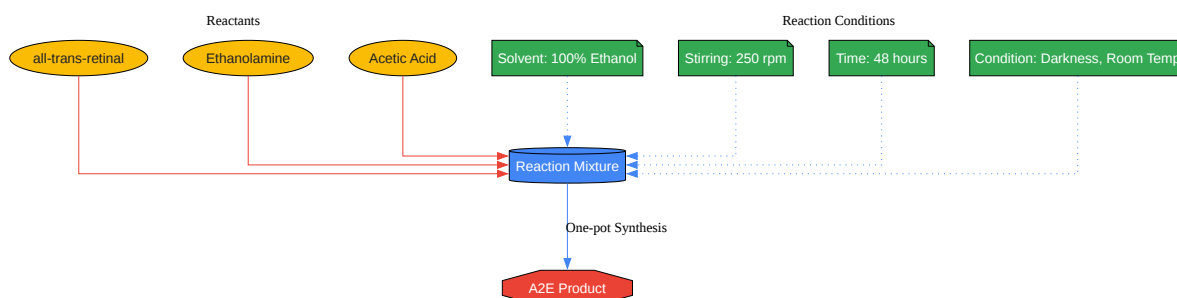 Reactants
Reaction Conditions
all-trans-retinal
Ethanolamine
Acetic Acid
Solvent: 100% Ethanol
Stirring: 250 rpm
Time: 48 hours
Condition: Darkness, Room Temp
Reaction Mixture
One-pot Synthesis
A2E Product